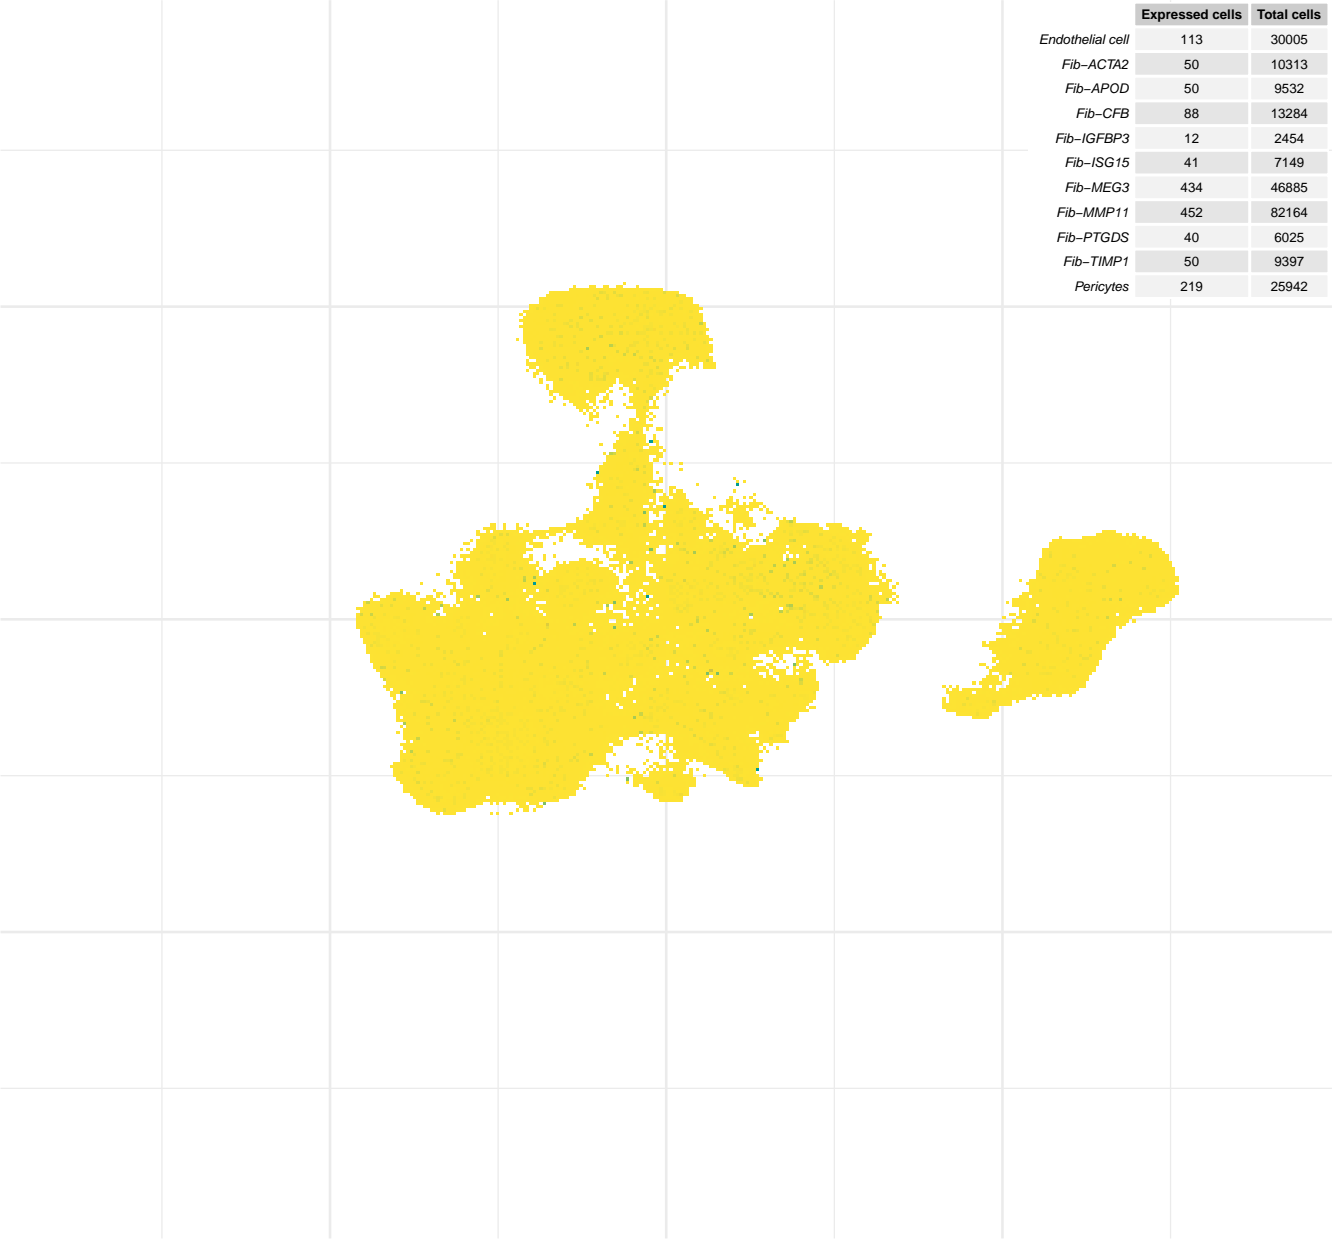 Expressed cells Total cells
Endothelial cell 113 30005
Fib−ACTA2 50 10313
Fib−APOD 50 9532
Fib−CFB 88 13284
Fib−IGFBP3 12 2454
Fib−ISG15 41 7149
Fib−MEG3 434 46885
Fib−MMP11 452 82164
Fib−PTGDS 40 6025
Fib−TIMP1 50 9397
Pericytes 219 25942